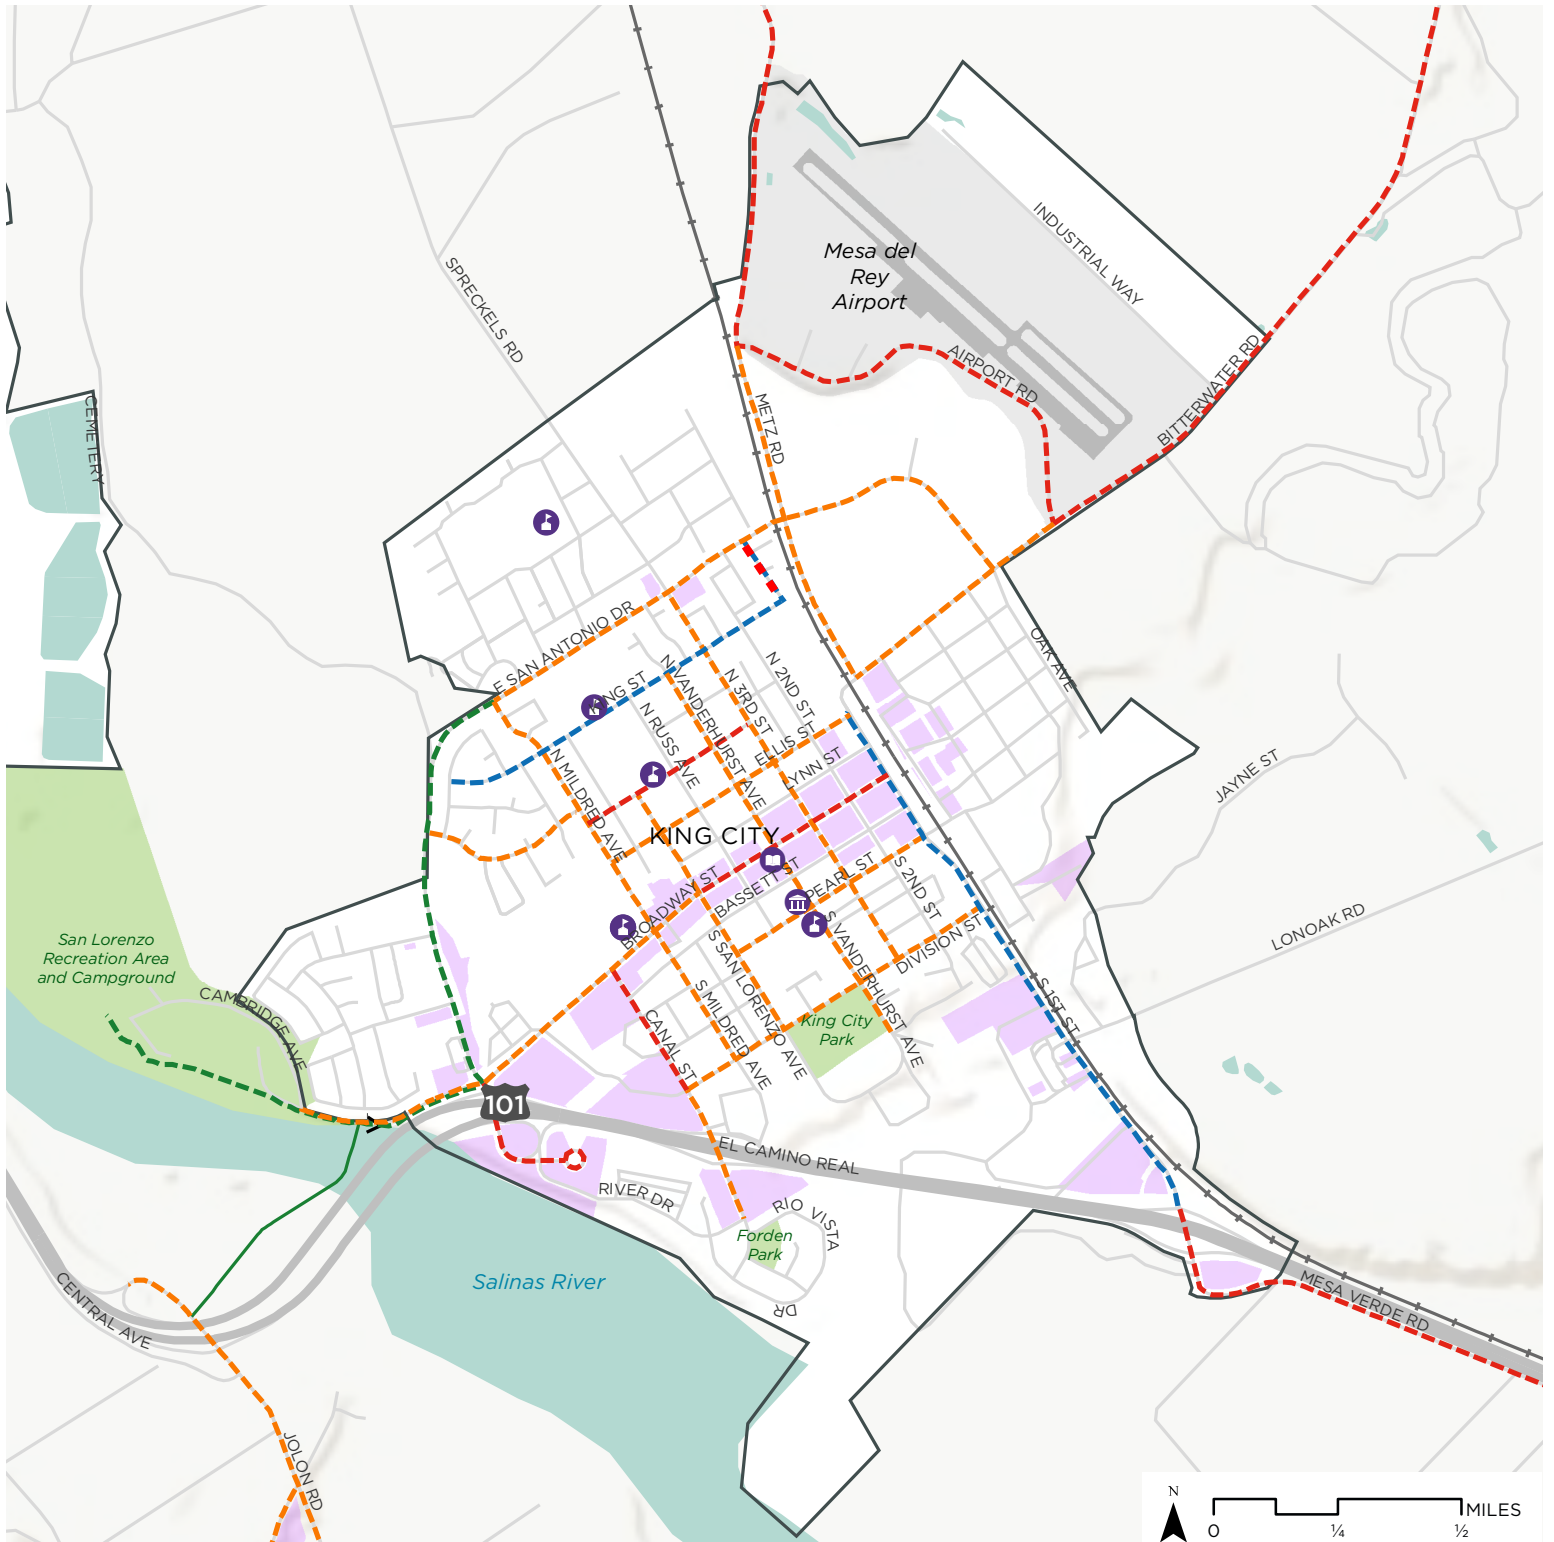 INDUSTRIAL WAY
Mesa del
Rey
Airport
SPRECKELS RD
AIRPORT RD
BITTERWATER RD
METZ RD
CEMETERY
E SAN ANTONIO DR
KING ST
N VANDERHURST AVE
N 3RD ST
N 2ND ST
OAK AVE
N RUSS AVE
ELLIS ST
LYNN ST
N MILDRED AVE
JAYNE ST
KING CITY
BROADWAY ST
BASSETT ST
PEARL ST
S 2ND ST
LONOAK RD
San Lorenzo
Recreation Area
and Campground
S VANDERHURST AVE
DIVISION ST
S SAN LORENZO AVE
S MILDRED AVE
CANAL ST
CAMBRIDGE AVE
S 1ST ST
King City
Park
101
EL CAMINO REAL
RIVER DR
RIO VISTA
DR
Forden
Park
Salinas River
CENTRAL AVE
MESA VERDE RD
JOLON RD
N
MILES
0 ¼ ½